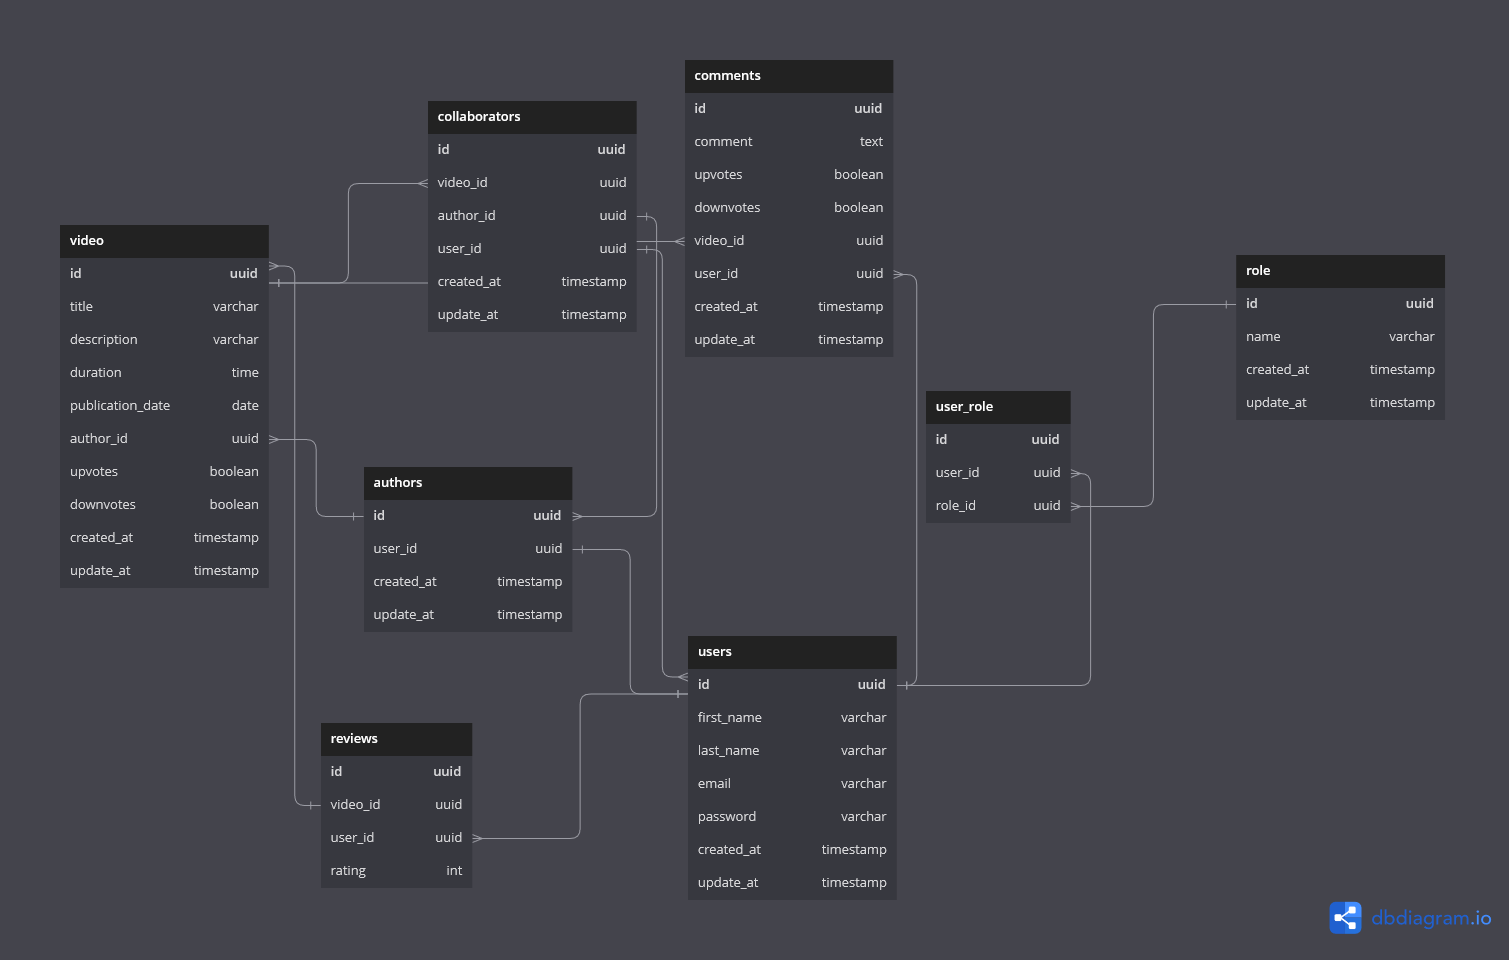 video
id uuid
title varchar
description varchar
duration time
publication_date date
author_id uuid
upvotes boolean
downvotes boolean
created_at timestamp
update_at timestamp
collaborators
id uuid
video_id uuid
author_id uuid
user_id uuid
created_at timestamp
update_at timestamp
comments
id uuid
comment text
upvotes boolean
downvotes boolean
video_id uuid
user_id uuid
created_at timestamp
update_at timestamp
role
id uuid
name varchar
created_at timestamp
update_at timestamp
user_role
id uuid
user_id uuid
role_id uuid
authors
id uuid
user_id uuid
created_at timestamp
update_at timestamp
users
id uuid
first_name varchar
last_name varchar
email varchar
password varchar
created_at timestamp
update_at timestamp
reviews
id uuid
video_id uuid
user_id uuid
rating int
dbdiagram.io